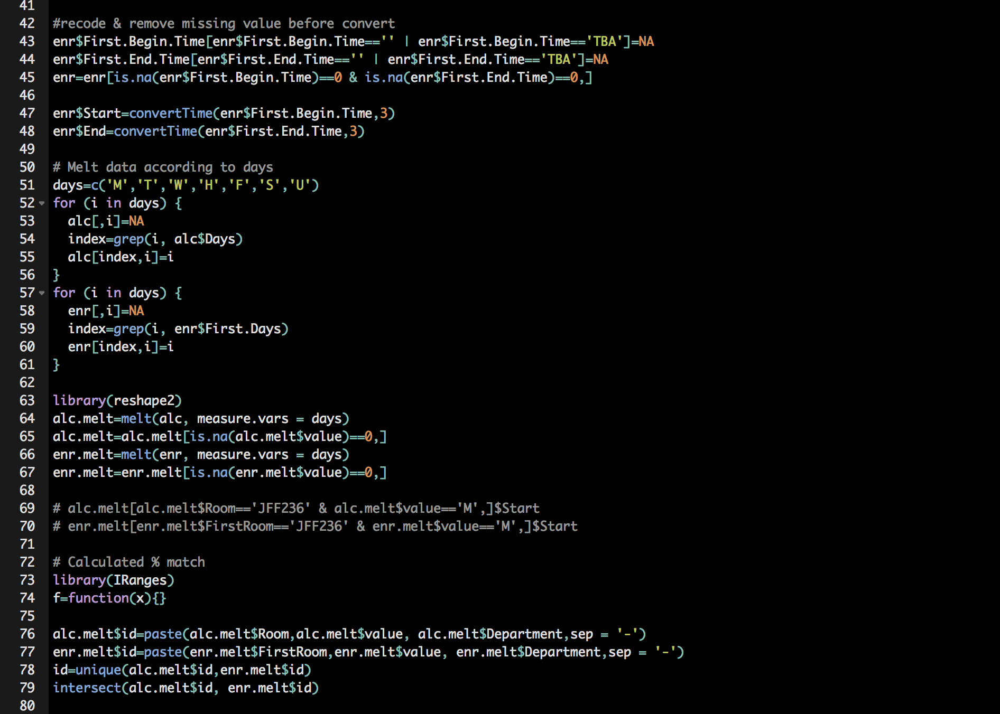 41
42 #recode & remove missing value before convert
43 enr$First.Begin.Time[enr$First.Begin.Time=='' | enr$First.Begin.Time=='TBA']=NA
44 enr$First.End.Time[enr$First.End.Time=='' | enr$First.End.Time=='TBA']=NA
45 enr=enr[is.na(enr$First.Begin.Time)==0 & is.na(enr$First.End.Time)==0,]
46
47 enr$Start=convertTime(enr$First.Begin.Time,3)
48 enr$End=convertTime(enr$First.End.Time,3)
49
50 # Melt data according to days
51 days=c('M','T','W','H','F','S','U')
52 for (i in days) {
53   alc[,i]=NA
54   index=grep(i, alc$Days)
55   alc[index,i]=i
56 }
57 for (i in days) {
58   enr[,i]=NA
59   index=grep(i, enr$First.Days)
60   enr[index,i]=i
61 }
62
63 library(reshape2)
64 alc.melt=melt(alc, measure.vars = days)
65 alc.melt=alc.melt[is.na(alc.melt$value)==0,]
66 enr.melt=melt(enr, measure.vars = days)
67 enr.melt=enr.melt[is.na(enr.melt$value)==0,]
68
69 # alc.melt[alc.melt$Room=='JFF236' & alc.melt$value=='M',]$Start
70 # enr.melt[enr.melt$FirstRoom=='JFF236' & enr.melt$value=='M',]$Start
71
72 # Calculated % match
73 library(IRanges)
74 f=function(x){}
75
76 alc.melt$id=paste(alc.melt$Room,alc.melt$value, alc.melt$Department,sep = '-')
77 enr.melt$id=paste(enr.melt$FirstRoom,enr.melt$value, enr.melt$Department,sep = '-')
78 id=unique(alc.melt$id,enr.melt$id)
79 intersect(alc.melt$id, enr.melt$id)
80